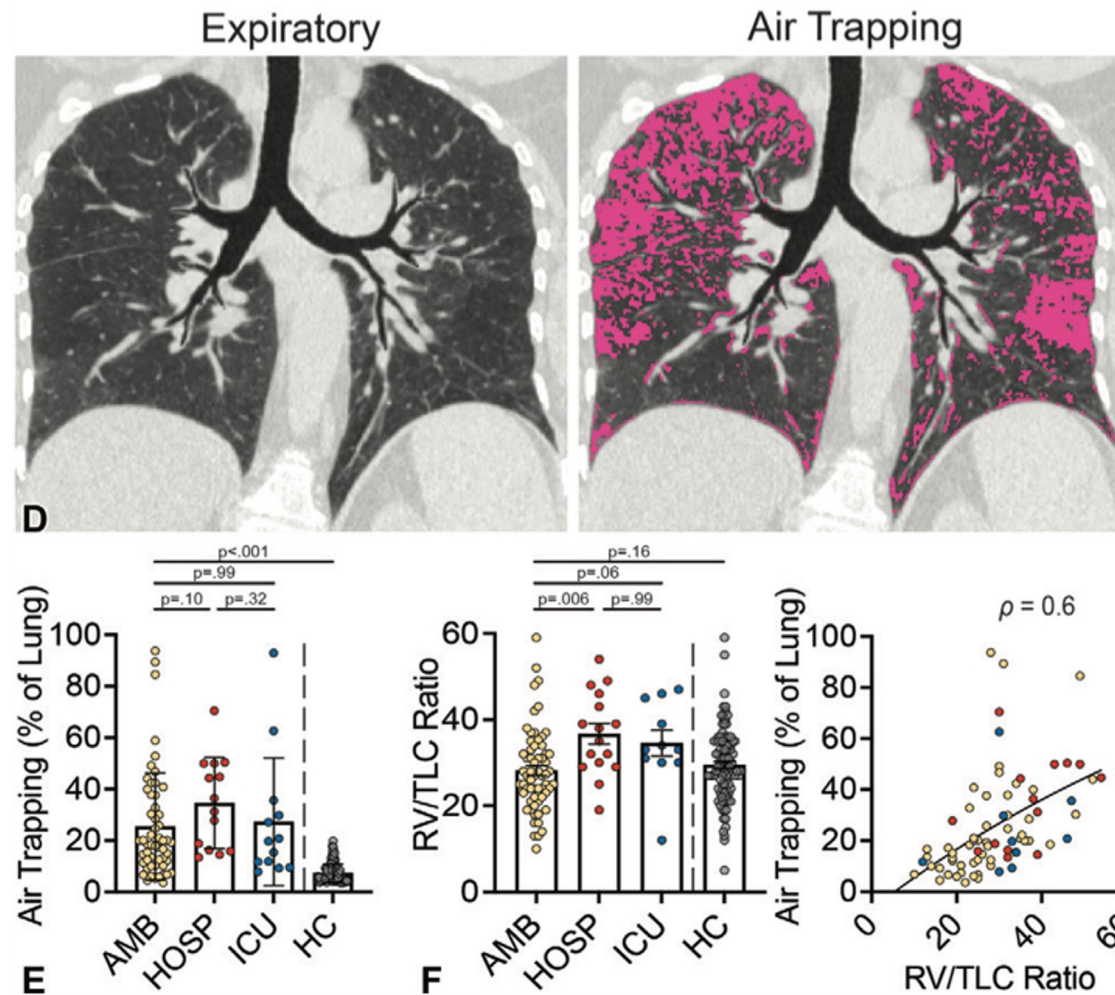 Expiratory Air Trapping
D
p<.001
p=.99
p=.10 p=.32
Air Trapping (% of Lung)
100
80
60
40
20
0
AMB HOSP ICU HC
E
p=.16
p=.06
p=.006 p=.99
RV/TLC Ratio
60
40
20
0
AMB HOSP ICU HC
F
ρ = 0.6
Air Trapping (% of Lung)
100
80
60
40
20
0
0 20 40 60
RV/TLC Ratio